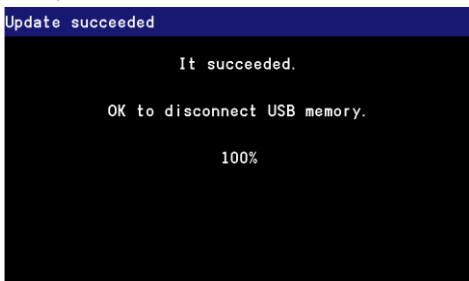 Update succeeded
It succeeded.
OK to disconnect USB memory.
100%